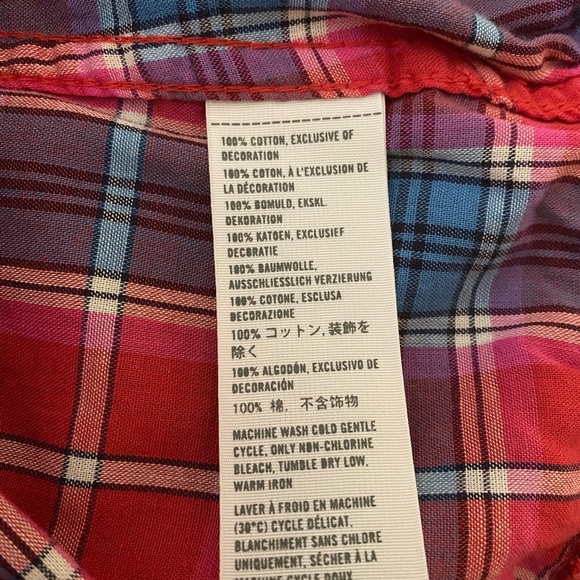 100% COTTON, EXCLUSIVE OF
DECORATION
100% COTON, À L'EXCLUSION DE
LA DÉCORATION
100% BOMULD, EKSKL.
DEKORATION
100% KATOEN, EXCLUSIEF
DECORATIE
100% BAUMWOLLE,
AUSSCHLIESSLICH VERZIERUNG
100% COTONE, ESCLUSA
DECORAZIONE
100% コットン,装飾を
除く
100% ALGODÓN, EXCLUSIVO DE
DECORACIÓN
100% 棉, 不含饰物
MACHINE WASH COLD GENTLE
CYCLE, ONLY NON-CHLORINE
BLEACH, TUMBLE DRY LOW,
WARM IRON
LAVER À FROID EN MACHINE
(30°C) CYCLE DÉLICAT,
BLANCHIMENT SANS CHLORE
UNIQUEMENT, SÉCHER À LA
MACHINE CYCLE DOUX